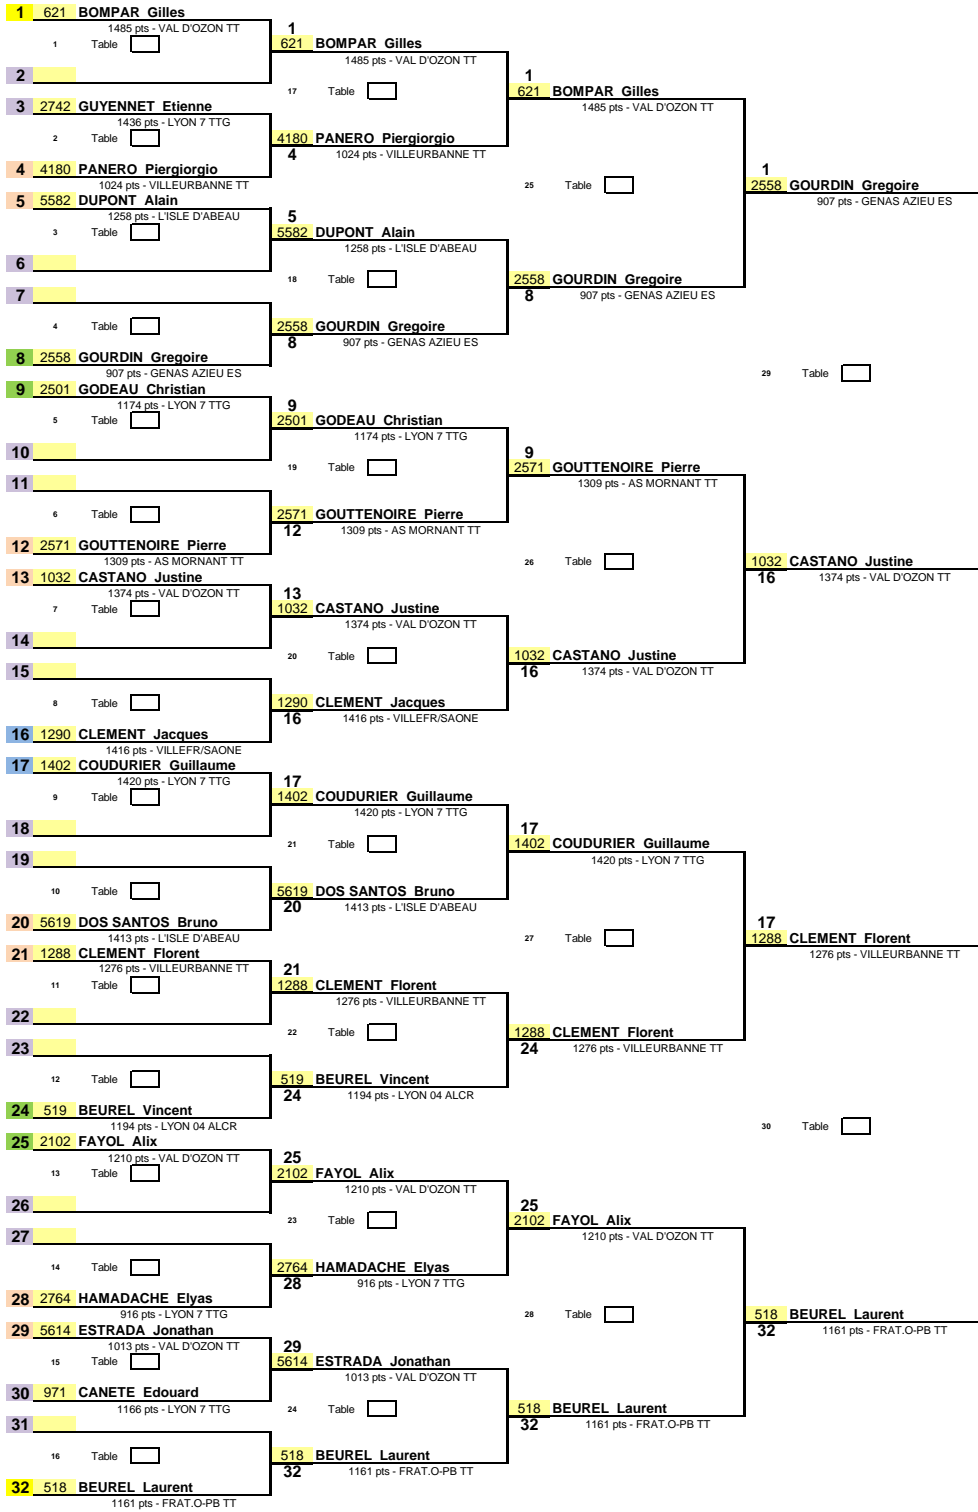 1 621 BOMPAR Gilles
1485 pts - VAL D'OZON TT
1 Table
2
3 2742 GUYENNET Etienne
1436 pts - LYON 7 TTG
2 Table
4 4180 PANERO Piergiorgio
1024 pts - VILLEURBANNE TT
5 5582 DUPONT Alain
1258 pts - L'ISLE D'ABEAU
3 Table
6
7
4 Table
8 2558 GOURDIN Gregoire
907 pts - GENAS AZIEU ES
9 2501 GODEAU Christian
1174 pts - LYON 7 TTG
5 Table
10
11
6 Table
12 2571 GOUTTENOIRE Pierre
1309 pts - AS MORNANT TT
13 1032 CASTANO Justine
1374 pts - VAL D'OZON TT
7 Table
14
15
8 Table
16 1290 CLEMENT Jacques
1416 pts - VILLEFR/SAONE
17 1402 COUDURIER Guillaume
1420 pts - LYON 7 TTG
9 Table
18
19
10 Table
20 5619 DOS SANTOS Bruno
1413 pts - L'ISLE D'ABEAU
21 1288 CLEMENT Florent
1276 pts - VILLEURBANNE TT
11 Table
22
23
12 Table
24 519 BEUREL Vincent
1194 pts - LYON 04 ALCR
25 2102 FAYOL Alix
1210 pts - VAL D'OZON TT
13 Table
26
27
14 Table
28 2764 HAMADACHE Elyas
916 pts - LYON 7 TTG
29 5614 ESTRADA Jonathan
1013 pts - VAL D'OZON TT
15 Table
30 971 CANETE Edouard
1166 pts - LYON 7 TTG
31
16 Table
32 518 BEUREL Laurent
1161 pts - FRAT.O-PB TT
1
621 BOMPAR Gilles
1485 pts - VAL D'OZON TT
17 Table
4180 PANERO Piergiorgio
4 1024 pts - VILLEURBANNE TT
5
5582 DUPONT Alain
1258 pts - L'ISLE D'ABEAU
18 Table
2558 GOURDIN Gregoire
8 907 pts - GENAS AZIEU ES
9
2501 GODEAU Christian
1174 pts - LYON 7 TTG
19 Table
2571 GOUTTENOIRE Pierre
12 1309 pts - AS MORNANT TT
13
1032 CASTANO Justine
1374 pts - VAL D'OZON TT
20 Table
1290 CLEMENT Jacques
16 1416 pts - VILLEFR/SAONE
17
1402 COUDURIER Guillaume
1420 pts - LYON 7 TTG
21 Table
5619 DOS SANTOS Bruno
20 1413 pts - L'ISLE D'ABEAU
21
1288 CLEMENT Florent
1276 pts - VILLEURBANNE TT
22 Table
519 BEUREL Vincent
24 1194 pts - LYON 04 ALCR
25
2102 FAYOL Alix
1210 pts - VAL D'OZON TT
23 Table
2764 HAMADACHE Elyas
28 916 pts - LYON 7 TTG
29
5614 ESTRADA Jonathan
1013 pts - VAL D'OZON TT
24 Table
518 BEUREL Laurent
32 1161 pts - FRAT.O-PB TT
1
621 BOMPAR Gilles
1485 pts - VAL D'OZON TT
25 Table
2558 GOURDIN Gregoire
8 907 pts - GENAS AZIEU ES
9
2571 GOUTTENOIRE Pierre
1309 pts - AS MORNANT TT
26 Table
1032 CASTANO Justine
16 1374 pts - VAL D'OZON TT
17
1402 COUDURIER Guillaume
1420 pts - LYON 7 TTG
27 Table
1288 CLEMENT Florent
24 1276 pts - VILLEURBANNE TT
25
2102 FAYOL Alix
1210 pts - VAL D'OZON TT
28 Table
518 BEUREL Laurent
32 1161 pts - FRAT.O-PB TT
1
2558 GOURDIN Gregoire
907 pts - GENAS AZIEU ES
29 Table
1032 CASTANO Justine
16 1374 pts - VAL D'OZON TT
17
1288 CLEMENT Florent
1276 pts - VILLEURBANNE TT
30 Table
518 BEUREL Laurent
32 1161 pts - FRAT.O-PB TT